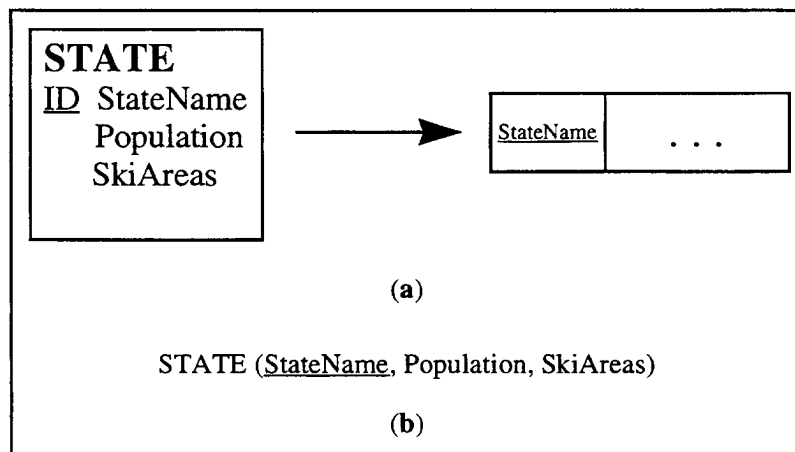 STATE
ID StateName
Population
SkiAreas
StateName . . .
(a)
STATE (StateName, Population, SkiAreas)
(b)